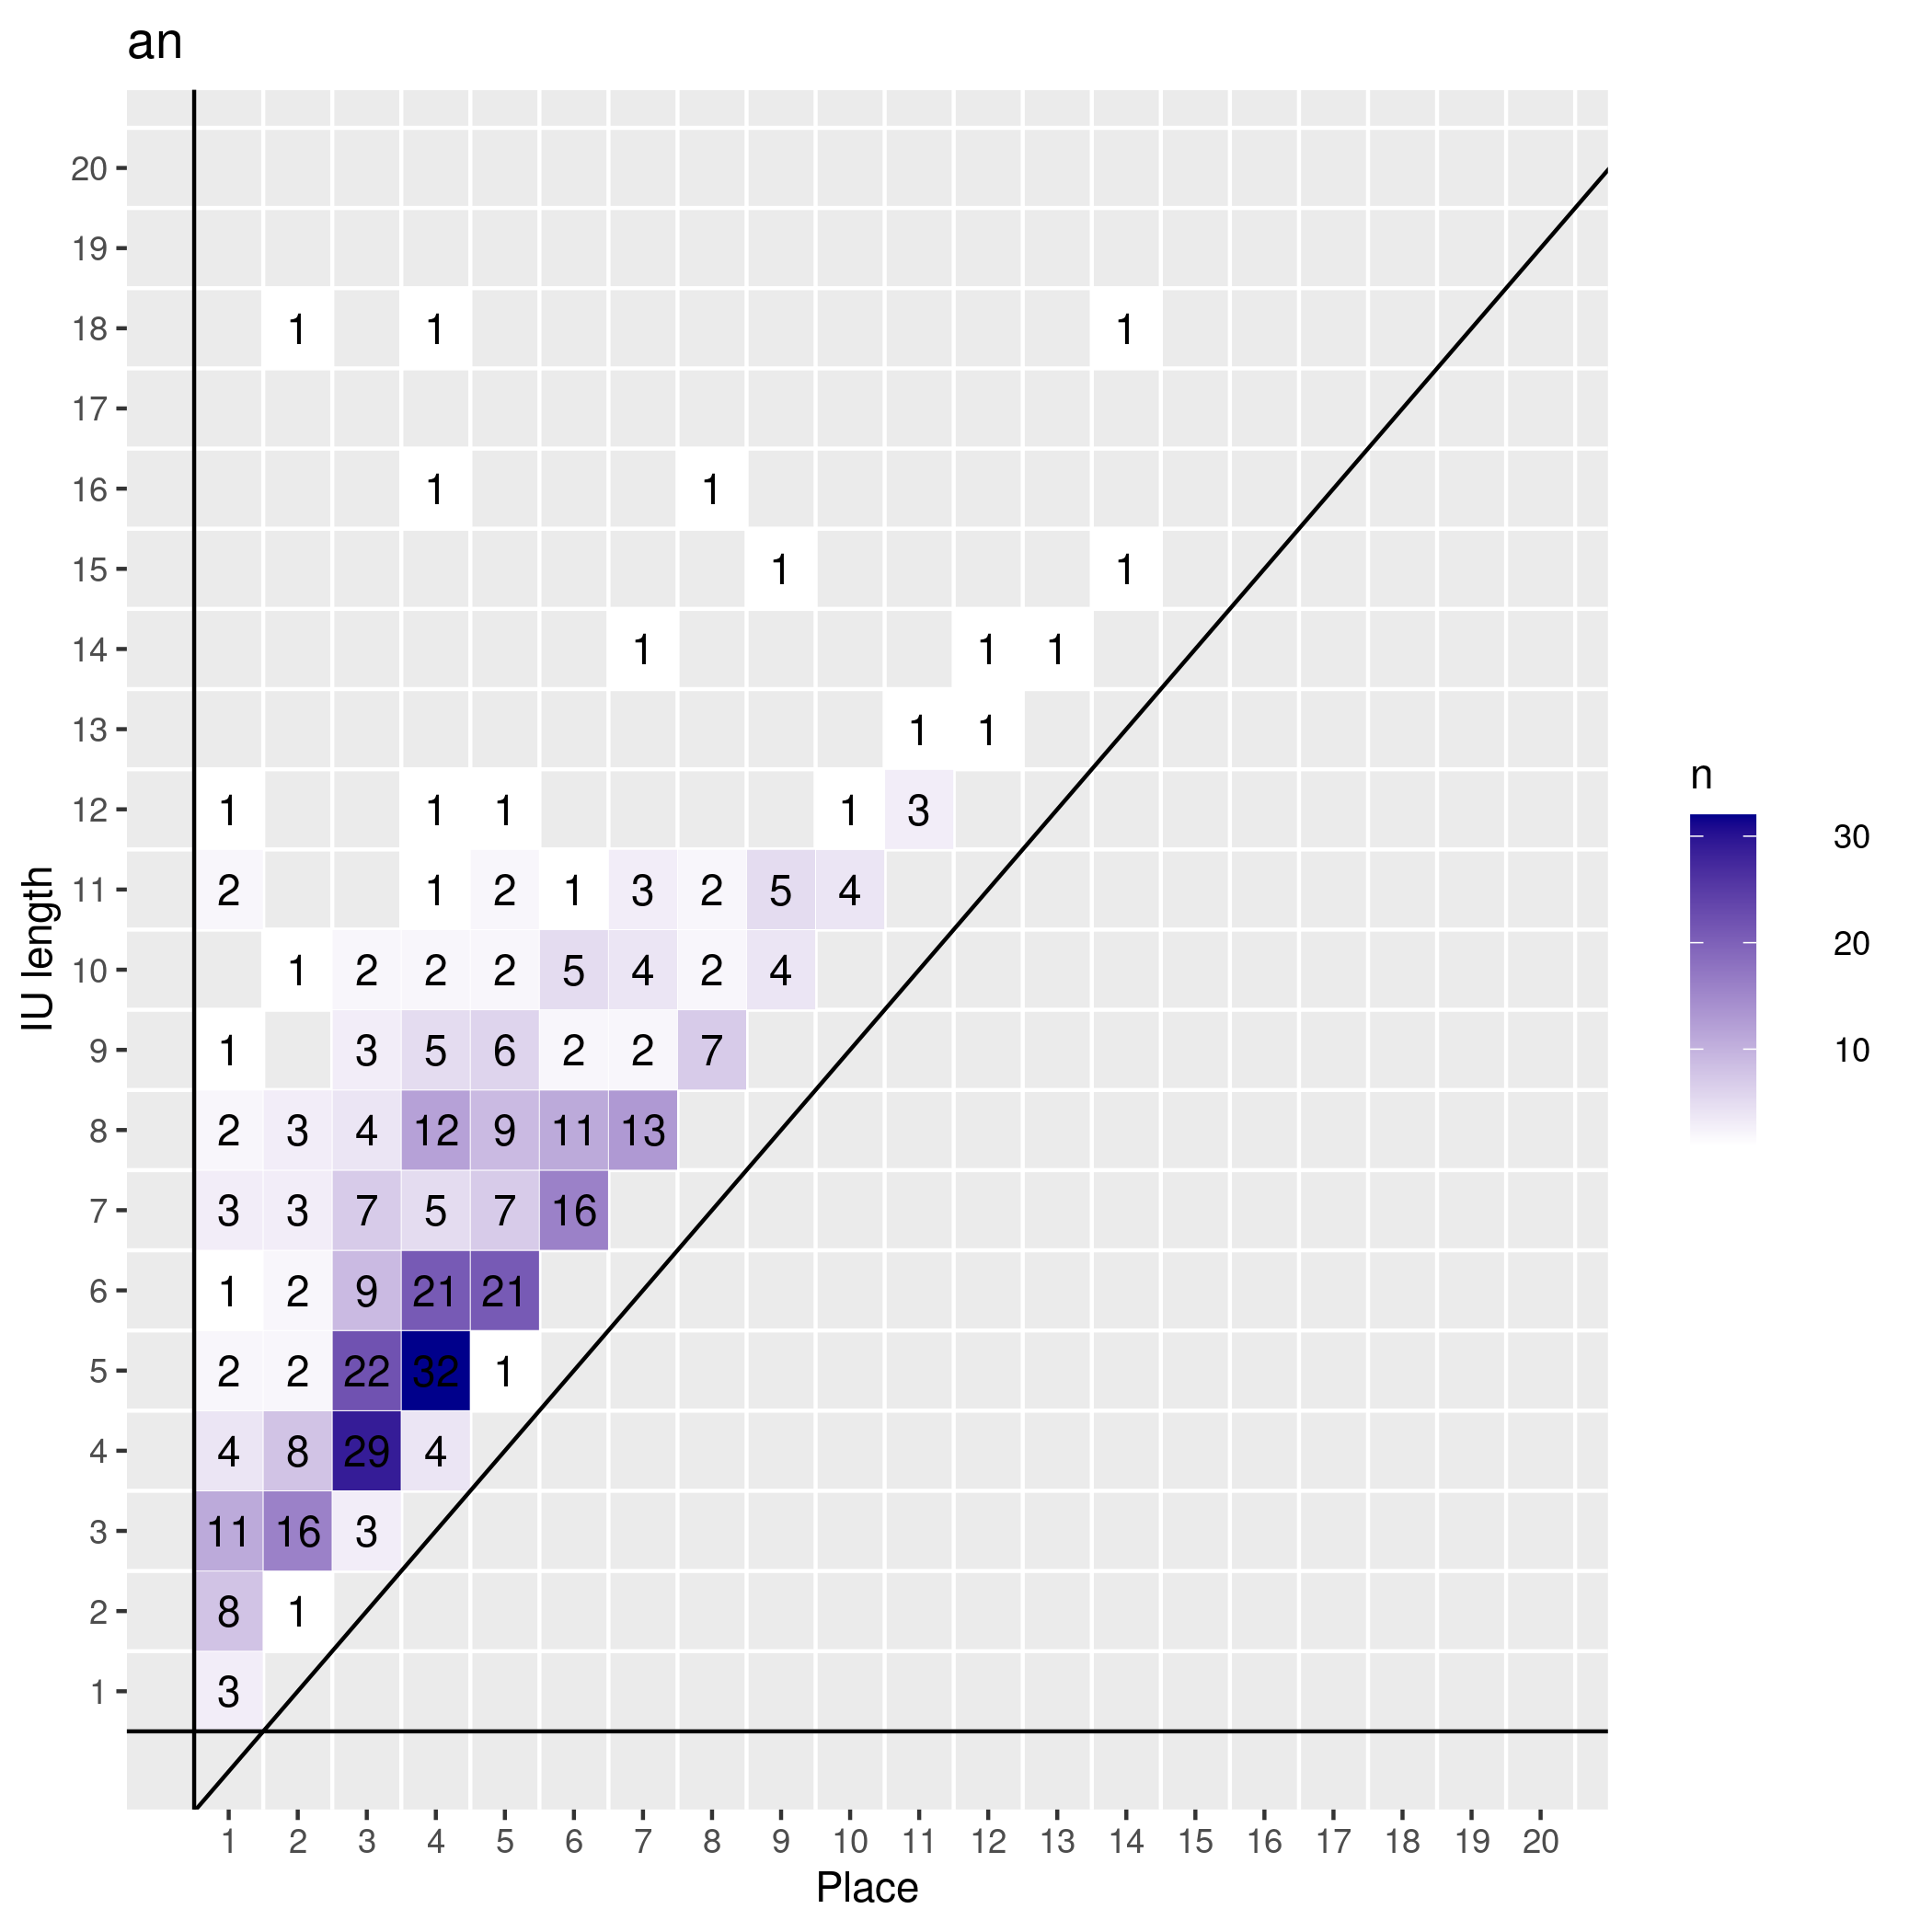 an
20
19
18 1 1 1
17
16 1 1
15 1 1
14 1 1 1
13 1 1
12 1 1 1 1 3
11 2 1 2 1 3 2 5 4
10 1 2 2 2 5 4 2 4
9 1 3 5 6 2 2 7
8 2 3 4 12 9 11 13
7 3 3 7 5 7 16
6 1 2 9 21 21
5 2 2 22 32 1
4 4 8 29 4
3 11 16 3
2 8 1
1 3
1 2 3 4 5 6 7 8 9 10 11 12 13 14 15 16 17 18 19 20
Place
IU length
n
30
20
10